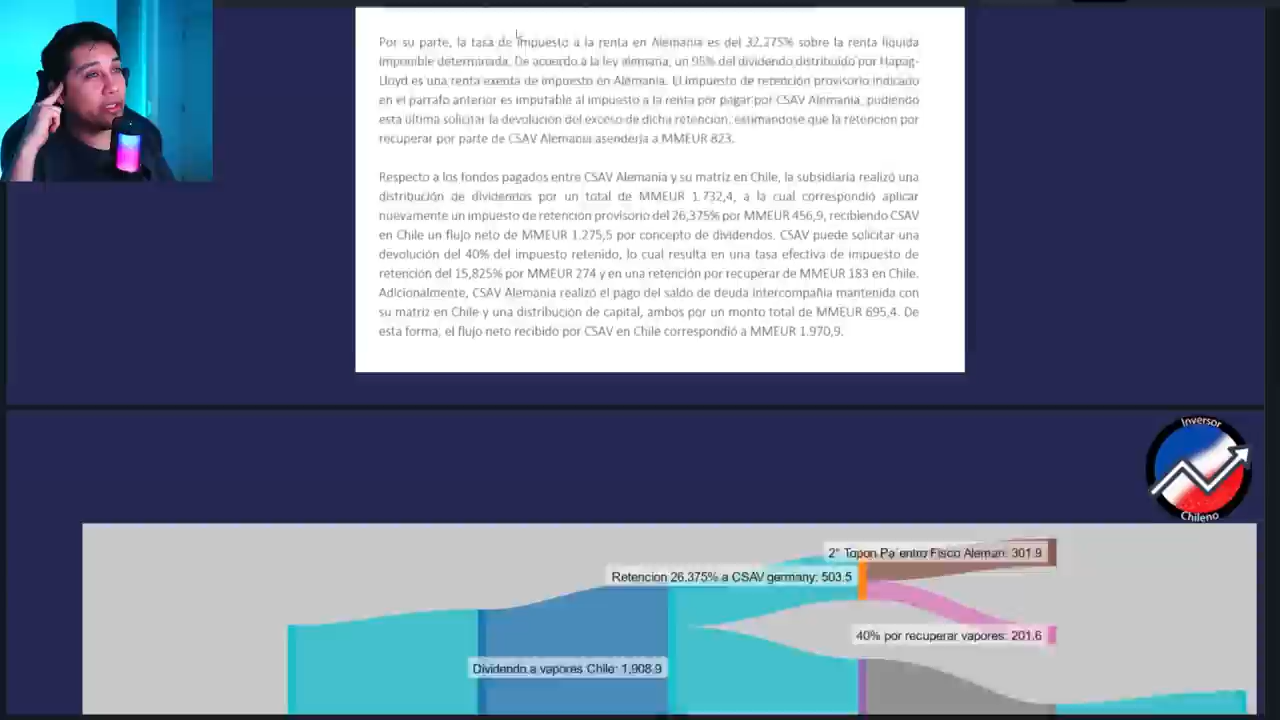 Por su parte, la tasa de impuesto a la renta en Alemania es del 32,275% sobre la renta líquida
imponible determinada. De acuerdo a la ley alemana, un 95% del dividendo distribuido por Hapag-
Lloyd es una renta exenta de impuesto en Alemania. El impuesto de retención provisorio indicado
en el párrafo anterior es imputable al impuesto a la renta por pagar por CSAV Alemania, pudiendo
esta última solicitar la devolución del exceso de dicha retención, estimándose que la retención por
recuperar por parte de CSAV Alemania asendería a MMEUR 823.
Respecto a los fondos pagados entre CSAV Alemania y su matriz en Chile, la subsidiaria realizó una
distribución de dividendos por un total de MMEUR 1.732,4, a la cual correspondió aplicar
nuevamente un impuesto de retención provisorio del 26,375% por MMEUR 456,9, recibiendo CSAV
en Chile un flujo neto de MMEUR 1.275,5 por concepto de dividendos. CSAV puede solicitar una
devolución del 40% del impuesto retenido, lo cual resulta en una tasa efectiva de impuesto de
retención del 15,825% por MMEUR 274 y en una retención por recuperar de MMEUR 183 en Chile.
Adicionalmente, CSAV Alemania realizó el pago del saldo de deuda intercompañía mantenida con
su matriz en Chile y una distribución de capital, ambos por un monto total de MMEUR 695,4. De
esta forma, el flujo neto recibido por CSAV en Chile correspondió a MMEUR 1.970,9.
Inversor
Chileno
2° Topon Pa´entro Fisco Aleman: 301.9
Retencion 26.375% a CSAV germany: 503.5
40% por recuperar vapores: 201.6
Dividendo a vapores Chile: 1,908.9